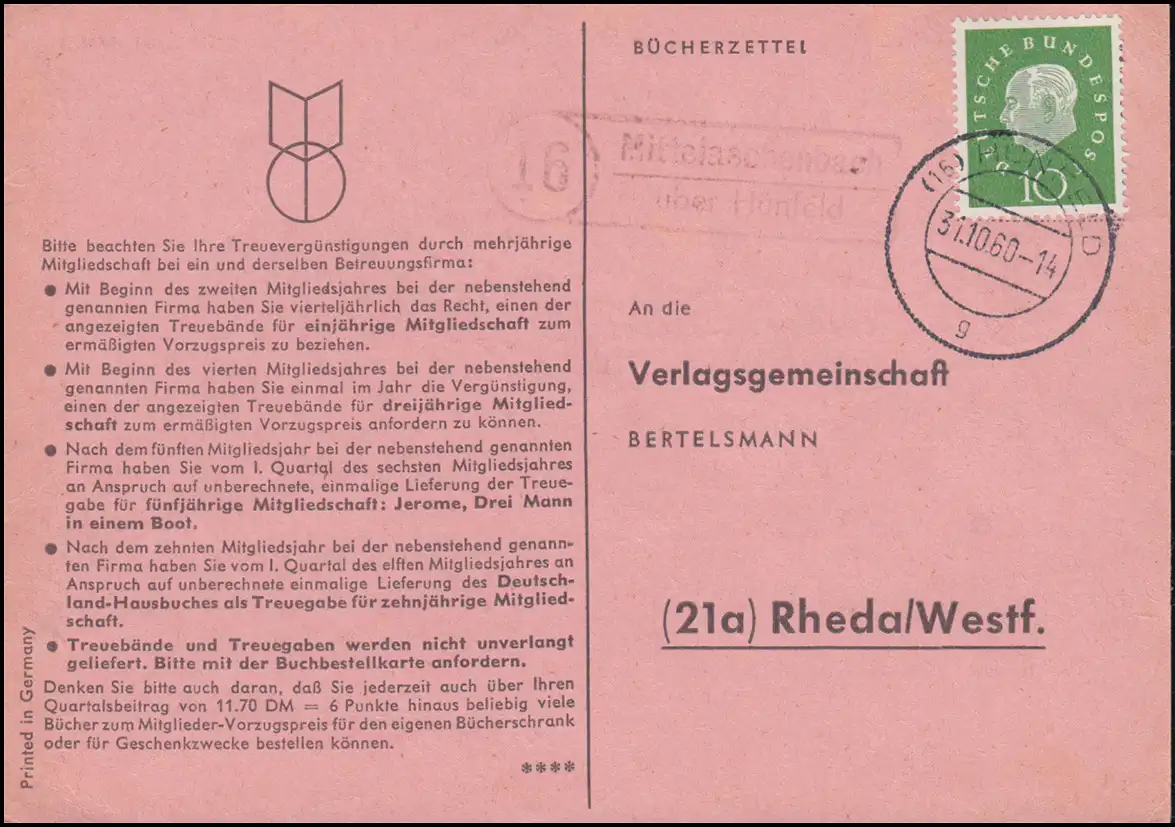 Bitte beachten Sie Ihre Treuevergünstigungen durch mehrjährige
Mitgliedschaft bei ein und derselben Betreuungsfirma:
● Mit Beginn des zweiten Mitgliedsjahres bei der nebenstehend
genannten Firma haben Sie vierteljährlich das Recht, einen der
angezeigten Treuebände für einjährige Mitgliedschaft zum
ermäßigten Vorzugspreis zu beziehen.
● Mit Beginn des vierten Mitgliedsjahres bei der nebenstehend
genannten Firma haben Sie einmal im Jahr die Vergünstigung,
einen der angezeigten Treuebände für dreijährige Mitglied-
schaft zum ermäßigten Vorzugspreis anfordern zu können.
● Nach dem fünften Mitgliedsjahr bei der nebenstehend genannten
Firma haben Sie vom I. Quartal des sechsten Mitgliedsjahres
an Anspruch auf unberechnete, einmalige Lieferung der Treue-
gabe für fünfjährige Mitgliedschaft: Jerome, Drei Mann
in einem Boot.
● Nach dem zehnten Mitgliedsjahr bei der nebenstehend genann-
ten Firma haben Sie vom I. Quartal des elften Mitgliedsjahres an
Anspruch auf unberechnete einmalige Lieferung des Deutsch-
land-Hausbuches als Treuegabe für zehnjährige Mitglied-
schaft.
● Treuebände und Treuegaben werden nicht unverlangt
geliefert. Bitte mit der Buchbestellkarte anfordern.
Denken Sie bitte auch daran, daß Sie jederzeit auch über Ihren
Quartalsbeitrag von 11.70 DM = 6 Punkte hinaus beliebig viele
Bücher zum Mitglieder-Vorzugspreis für den eigenen Bücherschrank
oder für Geschenkzwecke bestellen können.
****
Printed in Germany
BÜCHERZETTEL
DEUTSCHE BUNDESPOST
10
(16) HÜNFELD
31.10.60-14
g
16
über Hünfeld
An die
Verlagsgemeinschaft
BERTELSMANN
(21a) Rheda/Westf.